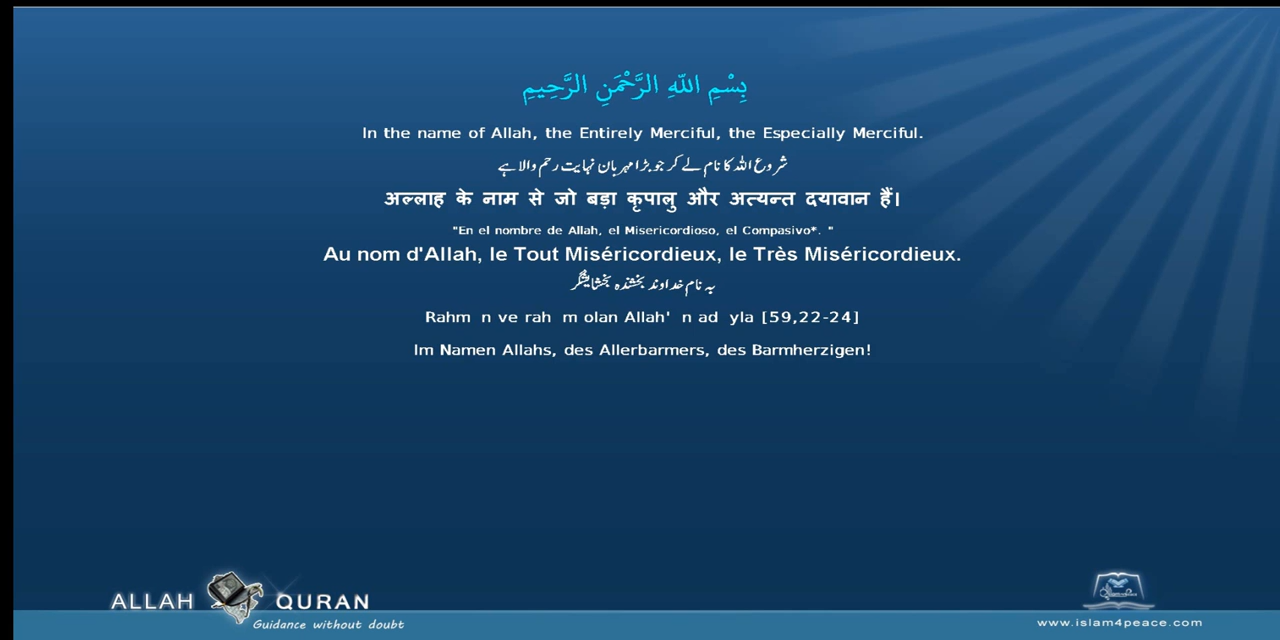 بِسْمِ اللّهِ الرَّحْمَنِ الرَّحِيمِ
In the name of Allah, the Entirely Merciful, the Especially Merciful.
شروع اللہ کا نام لے کر جو بڑا مہربان نہایت رحم والا ہے
अल्लाह के नाम से जो बड़ा कृपालु और अत्यन्त दयावान हैं।
"En el nombre de Allah, el Misericordioso, el Compasivo*. "
Au nom d'Allah, le Tout Miséricordieux, le Très Miséricordieux.
به نام خداوند بخشنده بخشایشگر
Rahm n ve rah m olan Allah' n ad yla [59,22-24]
Im Namen Allahs, des Allerbarmers, des Barmherzigen!
ALLAH QURAN
Guidance without doubt
www.islam4peace.com